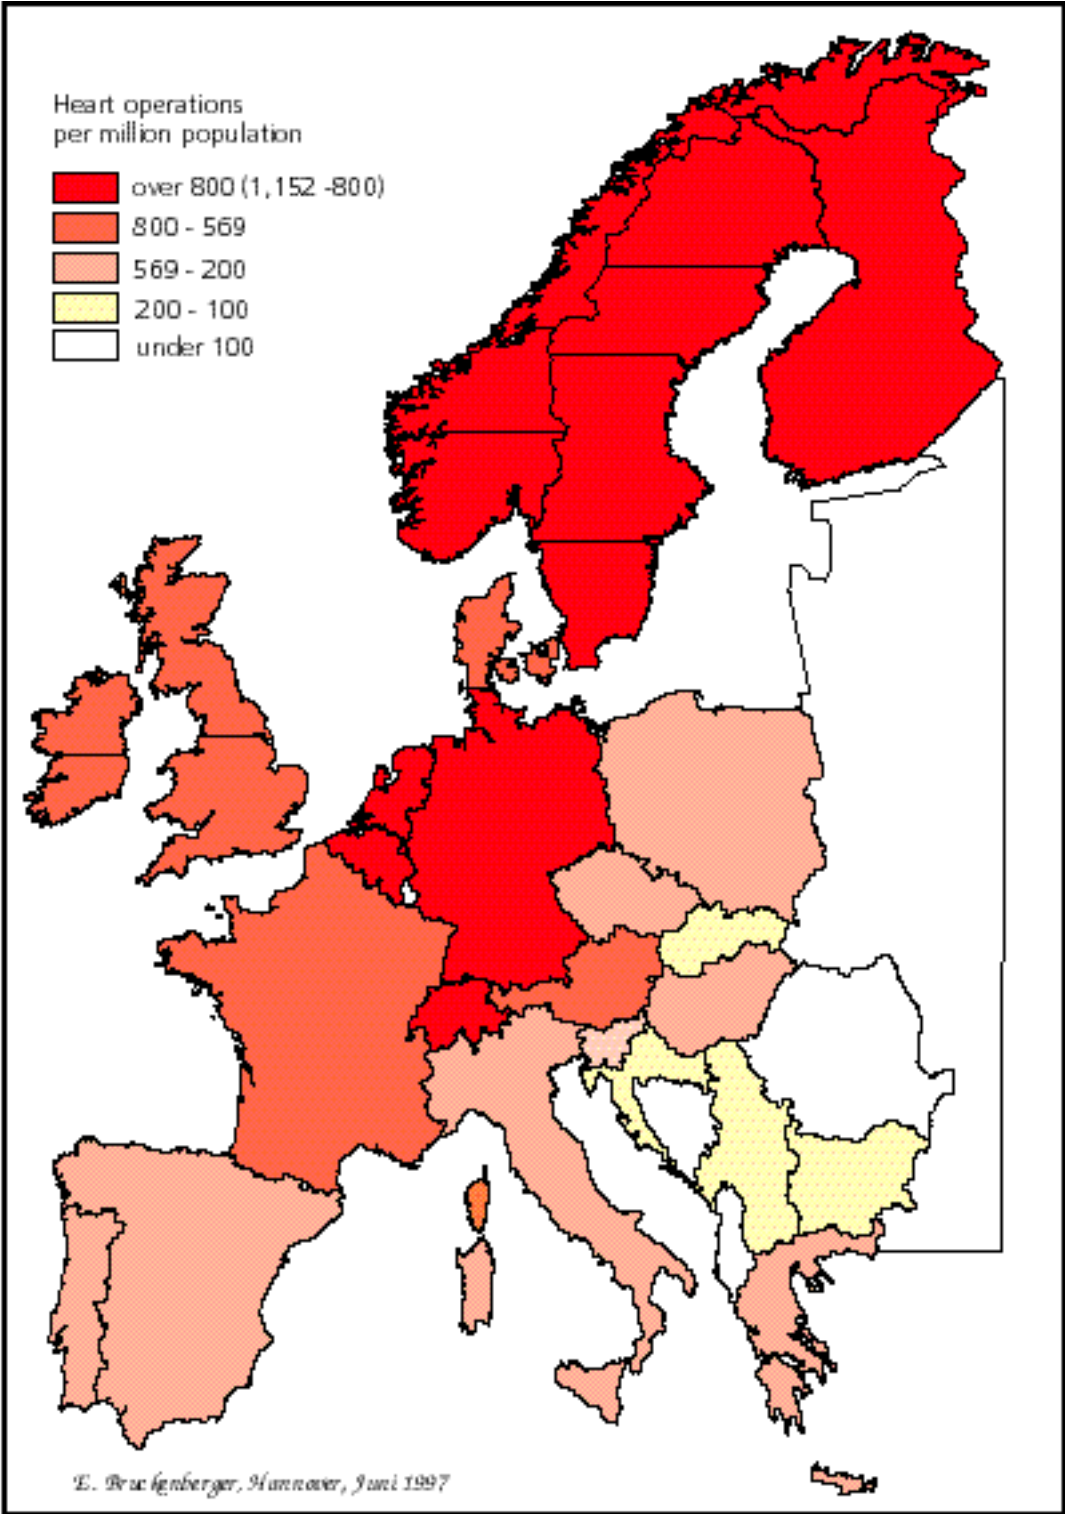 Heart operations
per million population
over 800 (1,152 -800)
800 - 569
569 - 200
200 - 100
under 100
E. Bruckenberger, Hannover, Juni 1997